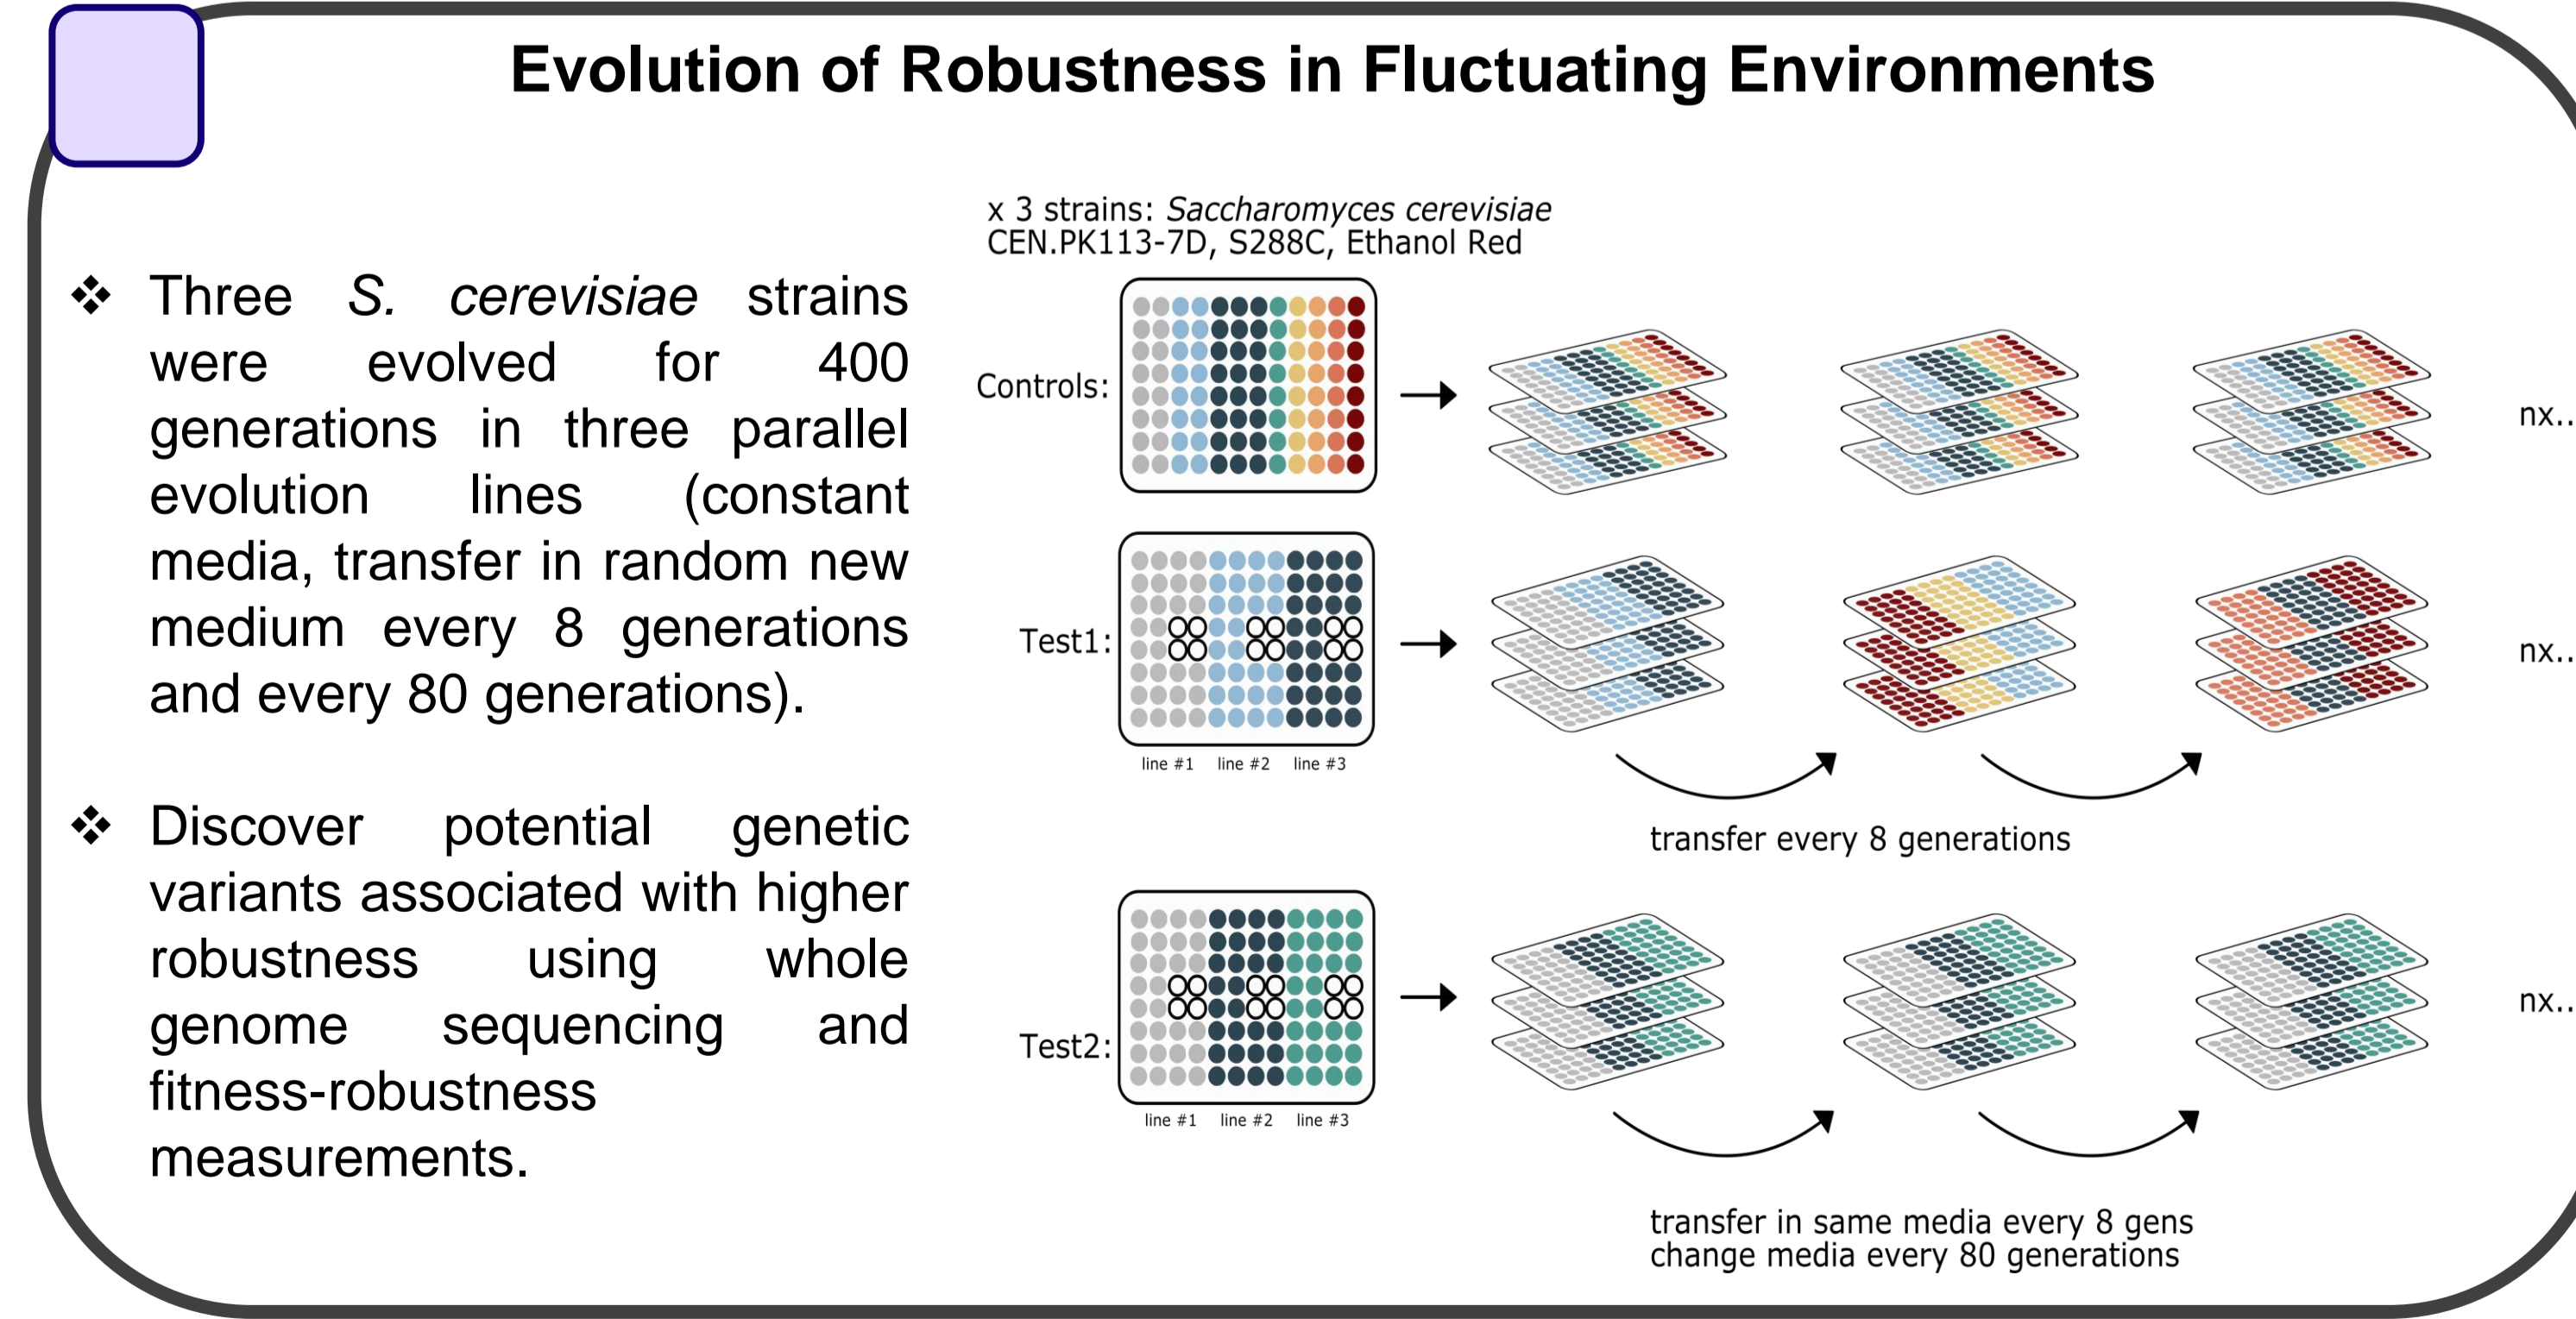 Evolution of Robustness in Fluctuating Environments
❖ Three S. cerevisiae strains
were evolved for 400
generations in three parallel
evolution lines (constant
media, transfer in random new
medium every 8 generations
and every 80 generations).
❖ Discover potential genetic
variants associated with higher
robustness using whole
genome sequencing and
fitness-robustness
measurements.
x 3 strains: Saccharomyces cerevisiae
CEN.PK113-7D, S288C, Ethanol Red
Controls:
nx..
Test1:
nx..
line #1 line #2 line #3
transfer every 8 generations
Test2:
nx..
line #1 line #2 line #3
transfer in same media every 8 gens
change media every 80 generations